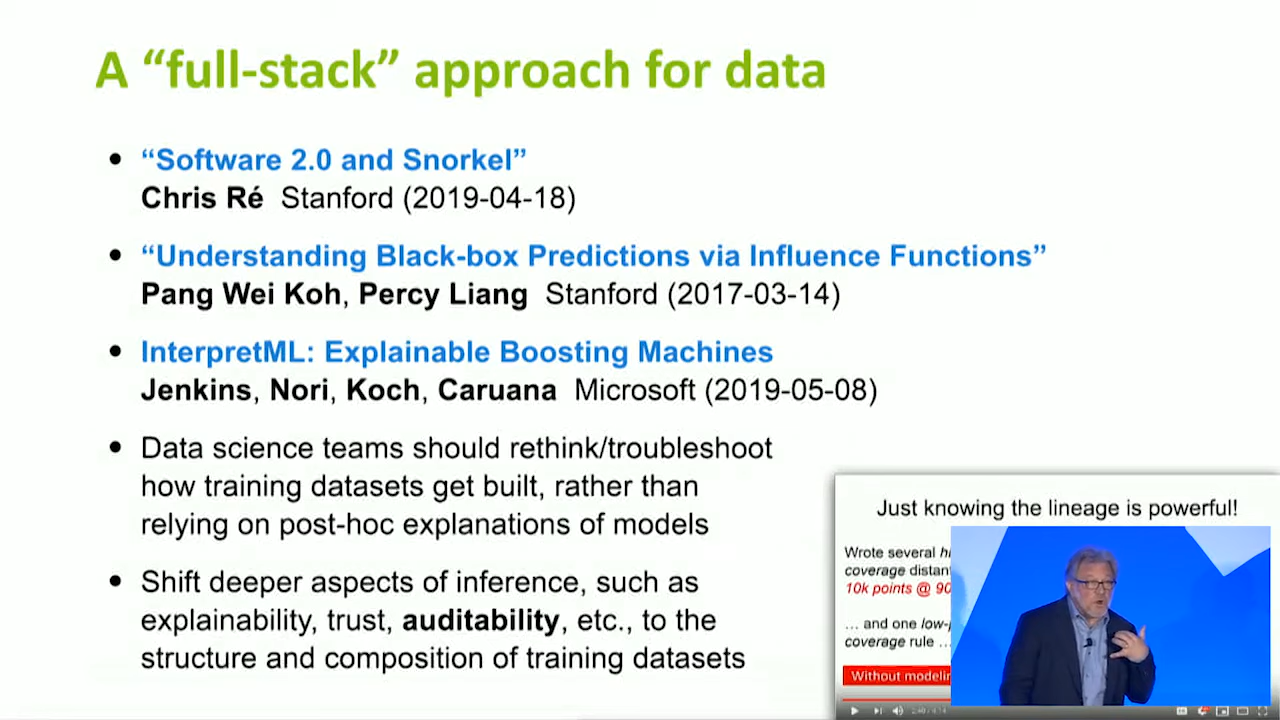 A “full-stack” approach for data
• “Software 2.0 and Snorkel”
Chris Ré Stanford (2019-04-18)
• “Understanding Black-box Predictions via Influence Functions”
Pang Wei Koh, Percy Liang Stanford (2017-03-14)
• InterpretML: Explainable Boosting Machines
Jenkins, Nori, Koch, Caruana Microsoft (2019-05-08)
• Data science teams should rethink/troubleshoot
how training datasets get built, rather than
relying on post-hoc explanations of models
• Shift deeper aspects of inference, such as
explainability, trust, auditability, etc., to the
structure and composition of training datasets
Just knowing the lineage is powerful!
Wrote several
coverage
10k points @
… and one
coverage rule …
Without